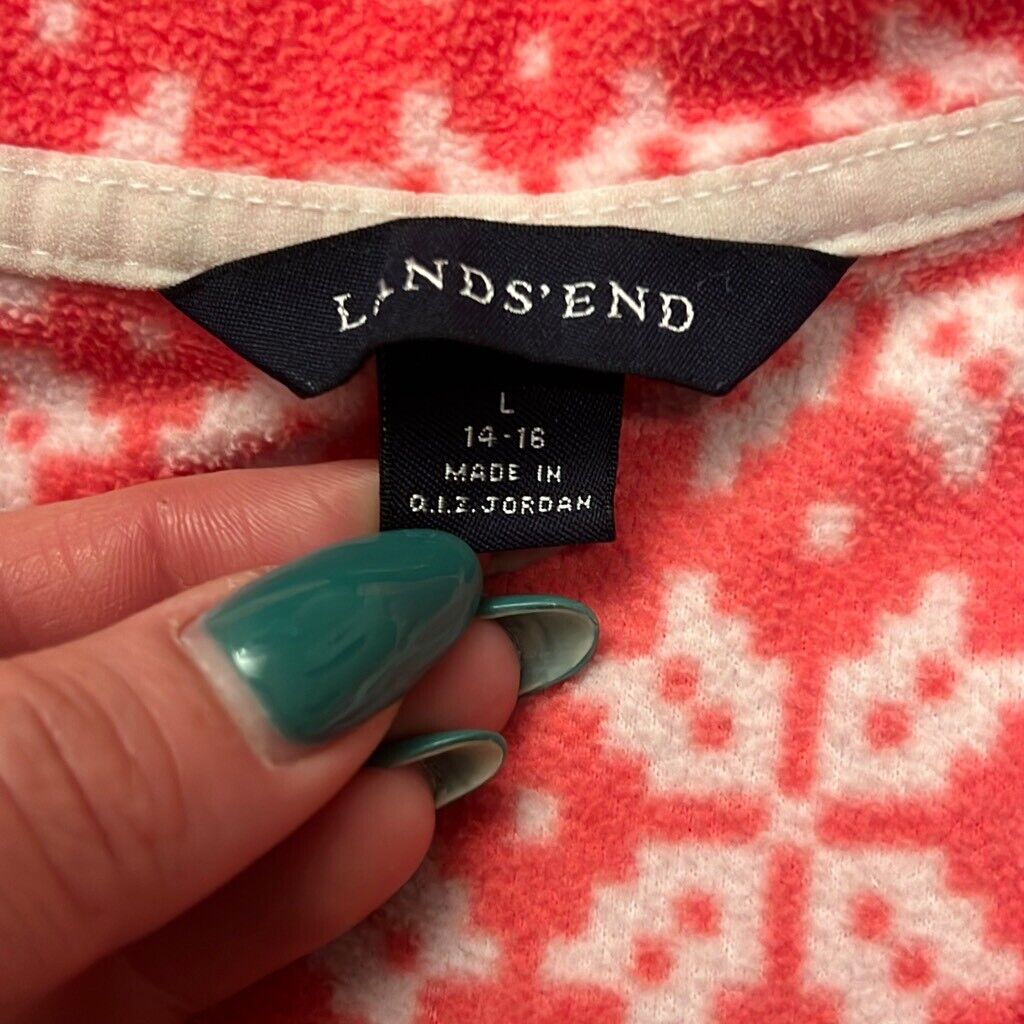 LANDS' END
L
14-16
MADE IN
Q.I.Z. JORDAN